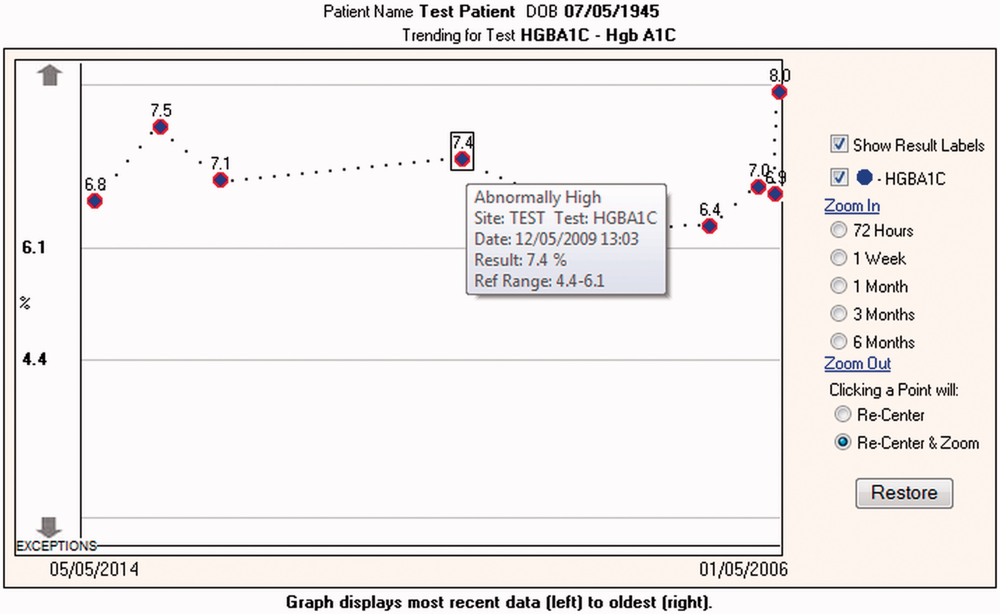 Patient Name Test Patient DOB 07/05/1945
Trending for Test HGBA1C - Hgb A1C
8.0
7.5
7.4
7.1
7.0
6.9
6.8
6.4
6.1
%
4.4
Abnormally High
Site: TEST Test: HGBA1C
Date: 12/05/2009 13:03
Result: 7.4 %
Ref Range: 4.4-6.1
EXCEPTIONS
05/05/2014
01/05/2006
Show Result Labels
- HGBA1C
Zoom In
72 Hours
1 Week
1 Month
3 Months
6 Months
Zoom Out
Clicking a Point will:
Re-Center
Re-Center & Zoom
Restore
Graph displays most recent data (left) to oldest (right).